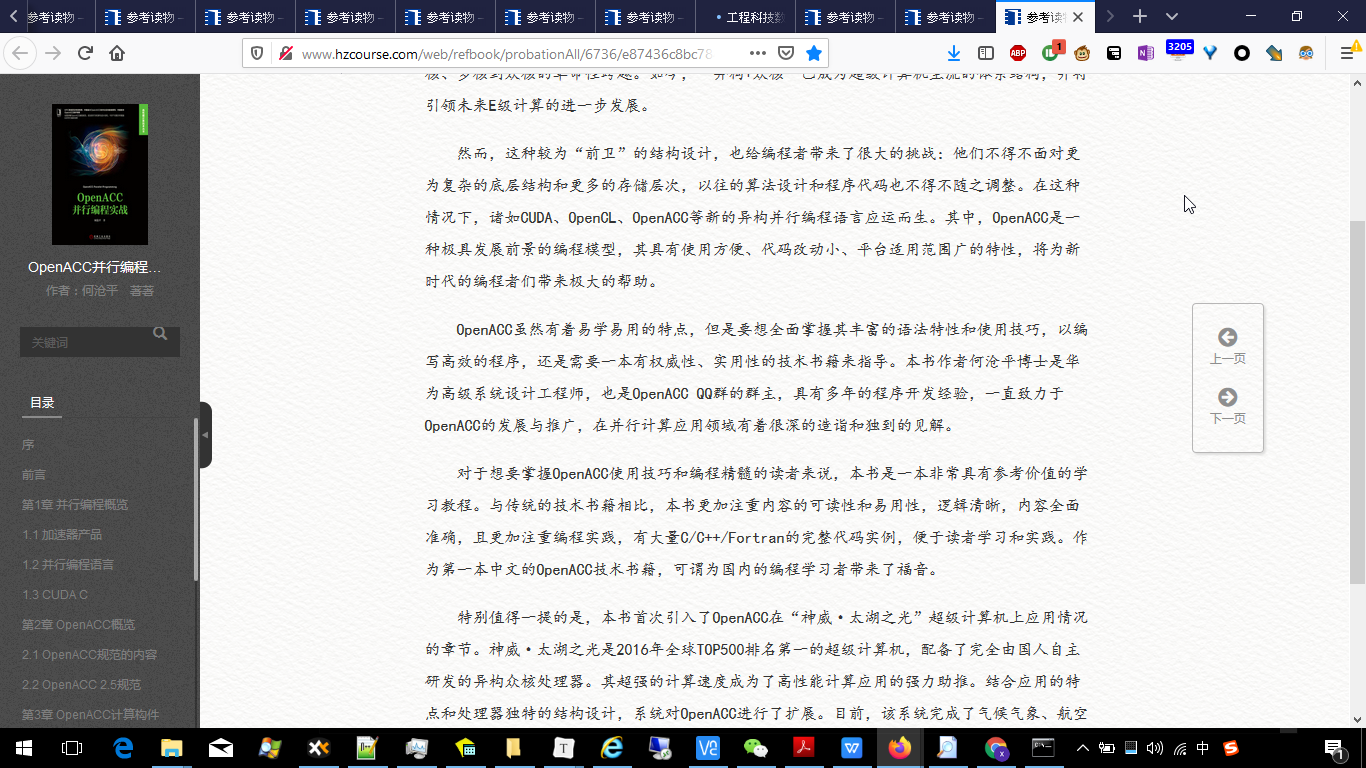 参考读物
参考读物
参考读物
参考读物
参考读物
参考读物
参考读物
工程科技数
参考读物
参考读物
参考读物
www.hzcourse.com/web/refbook/probationAll/6736/e87436c8bc78
ABP
1
3205
引领未来E级计算的进一步发展。
然而，这种较为“前卫”的结构设计，也给编程者带来了很大的挑战：他们不得不面对更
为复杂的底层结构和更多的存储层次，以往的算法设计和程序代码也不得不随之调整。在这种
情况下，诸如CUDA、OpenCL、OpenACC等新的异构并行编程语言应运而生。其中，OpenACC是一
种极具发展前景的编程模型，其具有使用方便、代码改动小、平台适用范围广的特性，将为新
时代的编程者们带来极大的帮助。
OpenACC虽然有着易学易用的特点，但是要想全面掌握其丰富的语法特性和使用技巧，以编
写高效的程序，还是需要一本有权威性、实用性的技术书籍来指导。本书作者何沧平博士是华
为高级系统设计工程师，也是OpenACC QQ群的群主，具有多年的程序开发经验，一直致力于
OpenACC的发展与推广，在并行计算应用领域有着很深的造诣和独到的见解。
对于想要掌握OpenACC使用技巧和编程精髓的读者来说，本书是一本非常具有参考价值的学
习教程。与传统的技术书籍相比，本书更加注重内容的可读性和易用性，逻辑清晰，内容全面
准确，且更加注重编程实践，有大量C/C++/Fortran的完整代码实例，便于读者学习和实践。作
为第一本中文的OpenACC技术书籍，可谓为国内的编程学习者带来了福音。
特别值得一提的是，本书首次引入了OpenACC在“神威·太湖之光”超级计算机上应用情况
的章节。神威·太湖之光是2016年全球TOP500排名第一的超级计算机，配备了完全由国人自主
研发的异构众核处理器。其超强的计算速度成为了高性能计算应用的强力助推。结合应用的特
点和处理器独特的结构设计，系统对OpenACC进行了扩展。目前，该系统完成了气候气象、航空
OpenACC
并行编程实战
OpenACC并行编程…
作者：何沧平 著著
关键词
目录
序
前言
第1章 并行编程概览
1.1 加速器产品
1.2 并行编程语言
1.3 CUDA C
第2章 OpenACC概览
2.1 OpenACC规范的内容
2.2 OpenACC 2.5规范
第3章 OpenACC计算构件
上一页
下一页
中
1